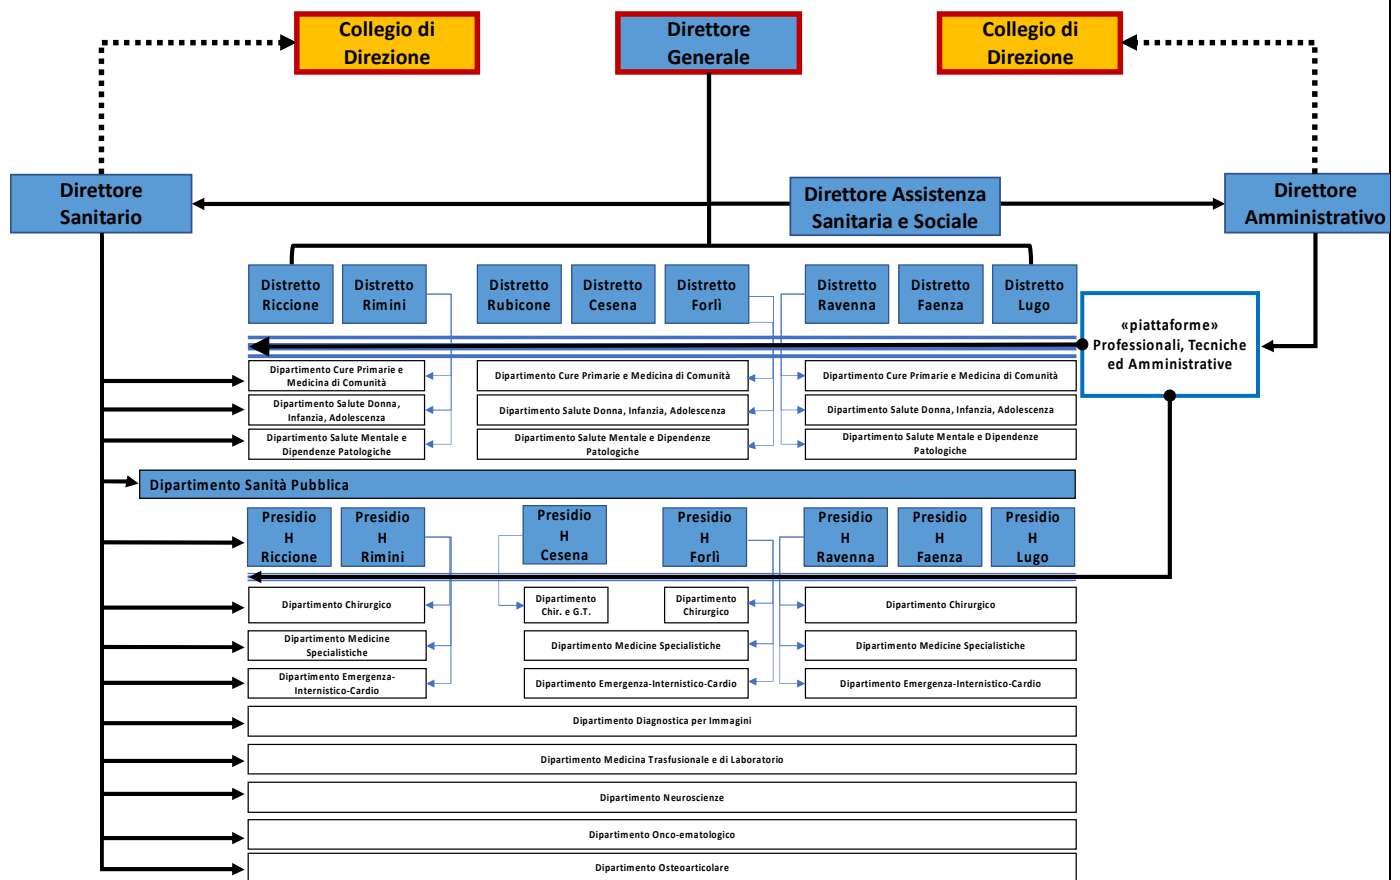 Collegio di
Direzione
Direttore
Generale
Collegio di
Direzione
Direttore
Sanitario
Direttore Assistenza
Sanitaria e Sociale
Direttore
Amministrativo
Distretto
Riccione
Distretto
Rimini
Distretto
Rubicone
Distretto
Cesena
Distretto
Forlì
Distretto
Ravenna
Distretto
Faenza
Distretto
Lugo
«piattaforme»
Professionali, Tecniche
ed Amministrative
Dipartimento Cure Primarie e
Medicina di Comunità
Dipartimento Cure Primarie e Medicina di Comunità
Dipartimento Cure Primarie e Medicina di Comunità
Dipartimento Salute Donna,
Infanzia, Adolescenza
Dipartimento Salute Donna, Infanzia, Adolescenza
Dipartimento Salute Donna, Infanzia, Adolescenza
Dipartimento Salute Mentale e
Dipendenze Patologiche
Dipartimento Salute Mentale e Dipendenze
Patologiche
Dipartimento Salute Mentale e Dipendenze
Patologiche
Dipartimento Sanità Pubblica
Presidio
H
Riccione
Presidio
H
Rimini
Presidio
H
Cesena
Presidio
H
Forlì
Presidio
H
Ravenna
Presidio
H
Faenza
Presidio
H
Lugo
Dipartimento Chirurgico
Dipartimento
Chir. e G.T.
Dipartimento
Chirurgico
Dipartimento Chirurgico
Dipartimento Medicine
Specialistiche
Dipartimento Medicine Specialistiche
Dipartimento Medicine Specialistiche
Dipartimento Emergenza-
Internistico-Cardio
Dipartimento Emergenza-Internistico-Cardio
Dipartimento Emergenza-Internistico-Cardio
Dipartimento Diagnostica per Immagini
Dipartimento Medicina Trasfusionale e di Laboratorio
Dipartimento Neuroscienze
Dipartimento Onco-ematologico
Dipartimento Osteoarticolare